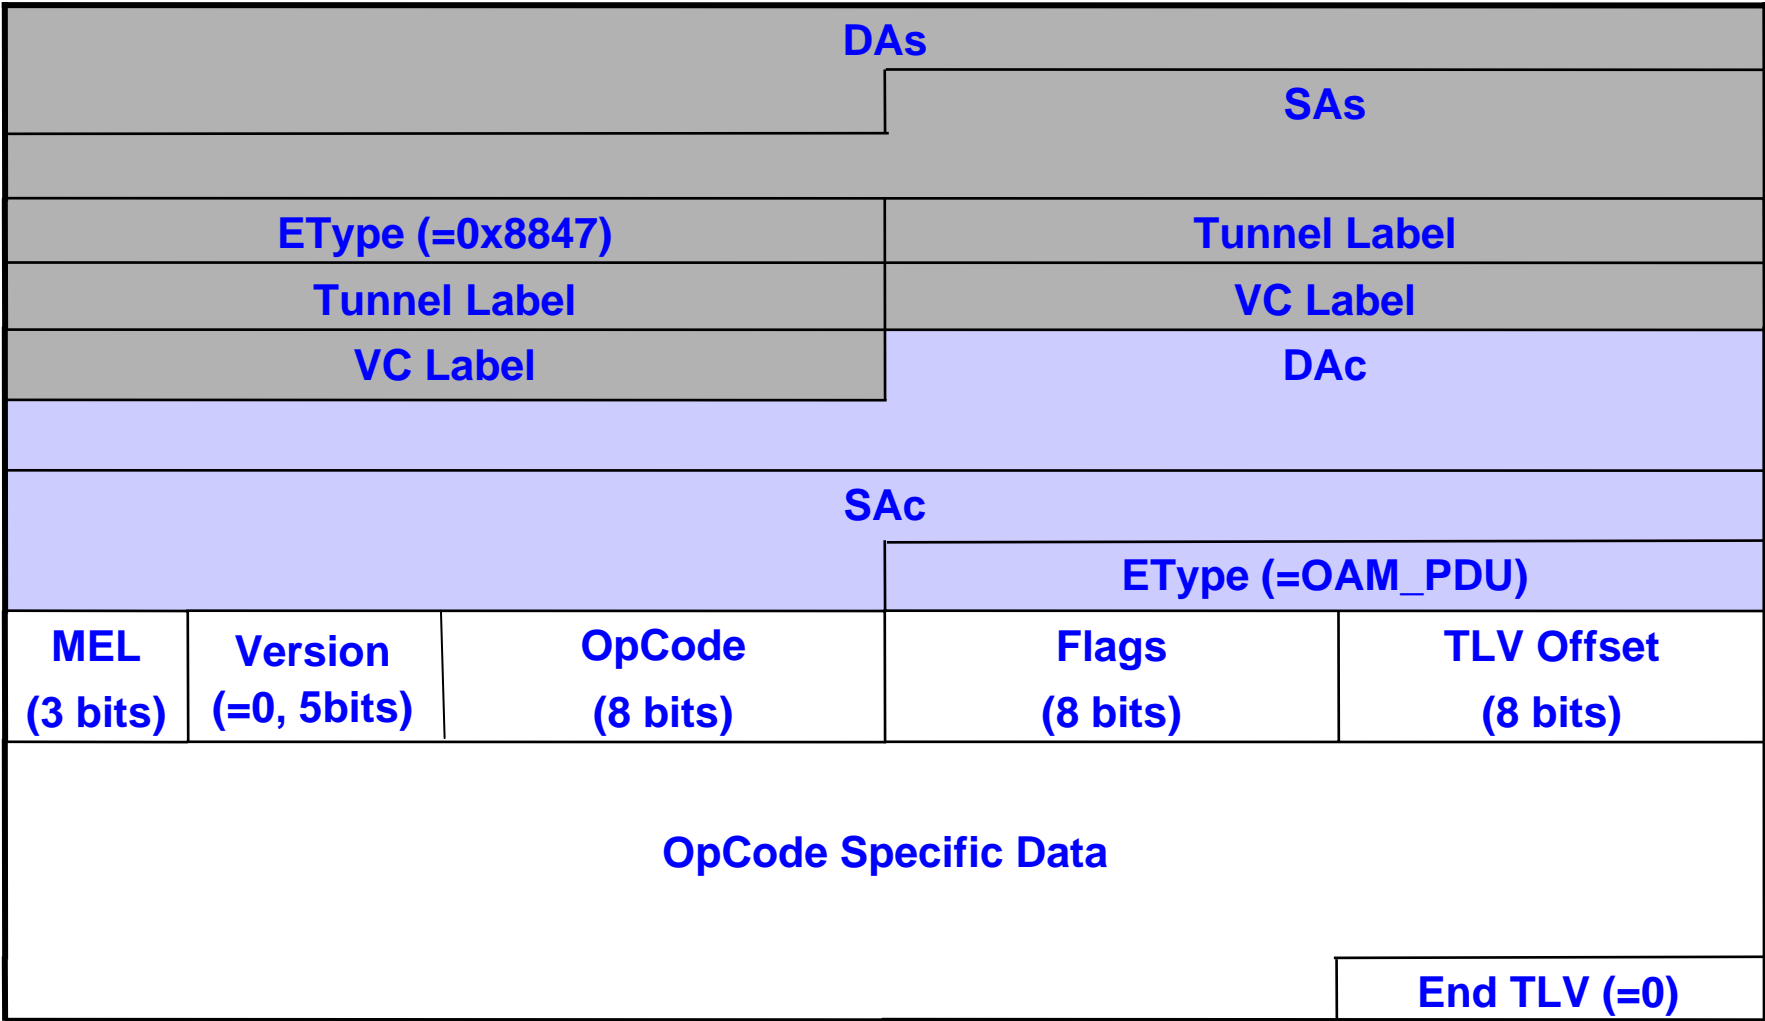 DAs
SAs
EType (=0x8847)
Tunnel Label
Tunnel Label
VC Label
VC Label
DAc
SAc
EType (=OAM_PDU)
MEL
(3 bits)
Version
(=0, 5bits)
OpCode
(8 bits)
Flags
(8 bits)
TLV Offset
(8 bits)
OpCode Specific Data
End TLV (=0)